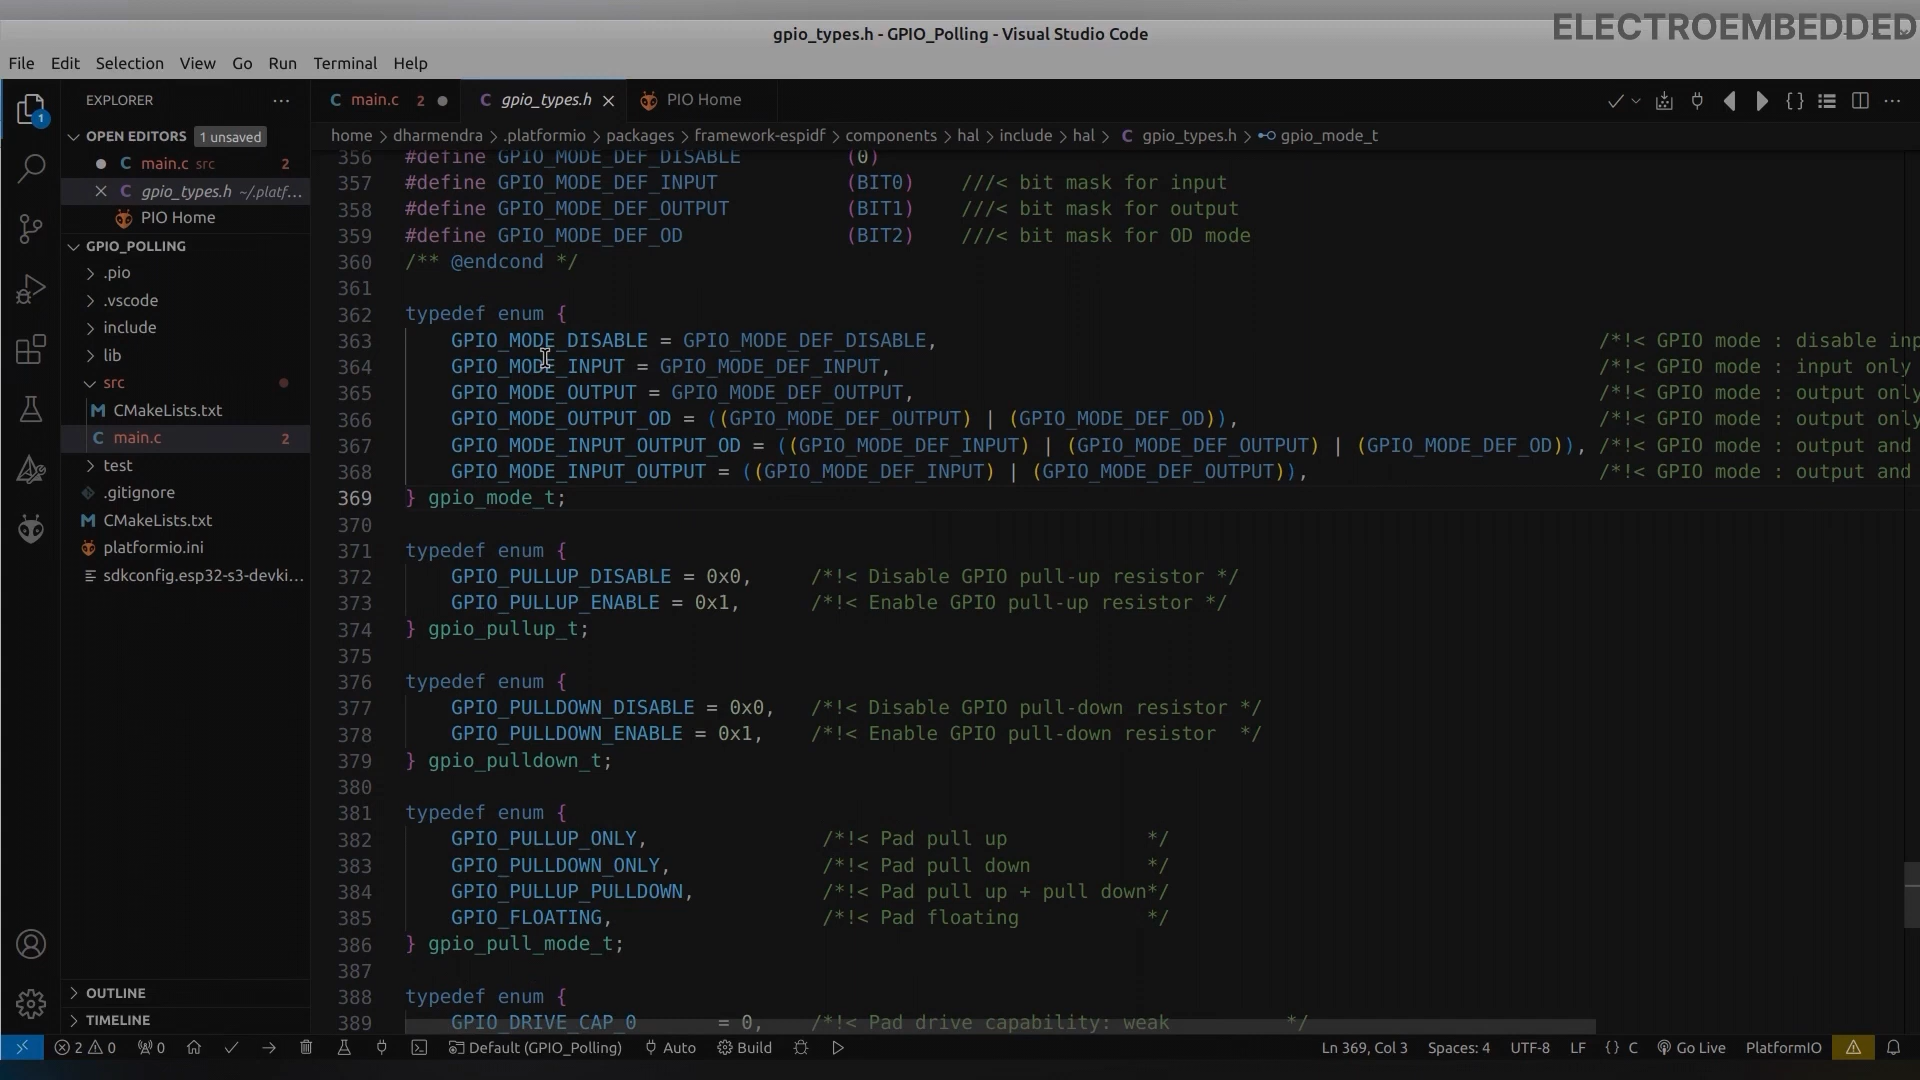 ELECTROEMBEDDED
gpio_types.h - GPIO_Polling - Visual Studio Code
File Edit Selection View Go Run Terminal Help
EXPLORER ···
main.c 2
gpio_types.h
PIO Home
OPEN EDITORS 1 unsaved
home > dharmendra > .platformio > packages > framework-espidf > components > hal > include > hal > C gpio_types.h > gpio_mode_t
C main.c src 2
C gpio_types.h ~/.platf...
PIO Home
GPIO_POLLING
.pio
.vscode
include
lib
src
CMakeLists.txt
C main.c 2
test
.gitignore
CMakeLists.txt
platformio.ini
sdkconfig.esp32-s3-devki...
OUTLINE
TIMELINE
356 #define GPIO_MODE_DEF_DISABLE (0)
357 #define GPIO_MODE_DEF_INPUT (BIT0) ///< bit mask for input
358 #define GPIO_MODE_DEF_OUTPUT (BIT1) ///< bit mask for output
359 #define GPIO_MODE_DEF_OD (BIT2) ///< bit mask for OD mode
360 /** @endcond */
361
362 typedef enum {
363 GPIO_MODE_DISABLE = GPIO_MODE_DEF_DISABLE, /*!< GPIO mode : disable inp
364 GPIO_MODE_INPUT = GPIO_MODE_DEF_INPUT, /*!< GPIO mode : input only
365 GPIO_MODE_OUTPUT = GPIO_MODE_DEF_OUTPUT, /*!< GPIO mode : output only
366 GPIO_MODE_OUTPUT_OD = ((GPIO_MODE_DEF_OUTPUT) | (GPIO_MODE_DEF_OD)), /*!< GPIO mode : output only
367 GPIO_MODE_INPUT_OUTPUT_OD = ((GPIO_MODE_DEF_INPUT) | (GPIO_MODE_DEF_OUTPUT) | (GPIO_MODE_DEF_OD)), /*!< GPIO mode : output and
368 GPIO_MODE_INPUT_OUTPUT = ((GPIO_MODE_DEF_INPUT) | (GPIO_MODE_DEF_OUTPUT)), /*!< GPIO mode : output and
369 } gpio_mode_t;
370
371 typedef enum {
372 GPIO_PULLUP_DISABLE = 0x0, /*!< Disable GPIO pull-up resistor */
373 GPIO_PULLUP_ENABLE = 0x1, /*!< Enable GPIO pull-up resistor */
374 } gpio_pullup_t;
375
376 typedef enum {
377 GPIO_PULLDOWN_DISABLE = 0x0, /*!< Disable GPIO pull-down resistor */
378 GPIO_PULLDOWN_ENABLE = 0x1, /*!< Enable GPIO pull-down resistor */
379 } gpio_pulldown_t;
380
381 typedef enum {
382 GPIO_PULLUP_ONLY, /*!< Pad pull up */
383 GPIO_PULLDOWN_ONLY, /*!< Pad pull down */
384 GPIO_PULLUP_PULLDOWN, /*!< Pad pull up + pull down*/
385 GPIO_FLOATING, /*!< Pad floating */
386 } gpio_pull_mode_t;
387
388 typedef enum {
389 GPIO_DRIVE_CAP_0 = 0, /*!< Pad drive capability: weak */
2 0 0 Default (GPIO_Polling) Auto Build Ln 369, Col 3 Spaces: 4 UTF-8 LF {} C Go Live PlatformIO